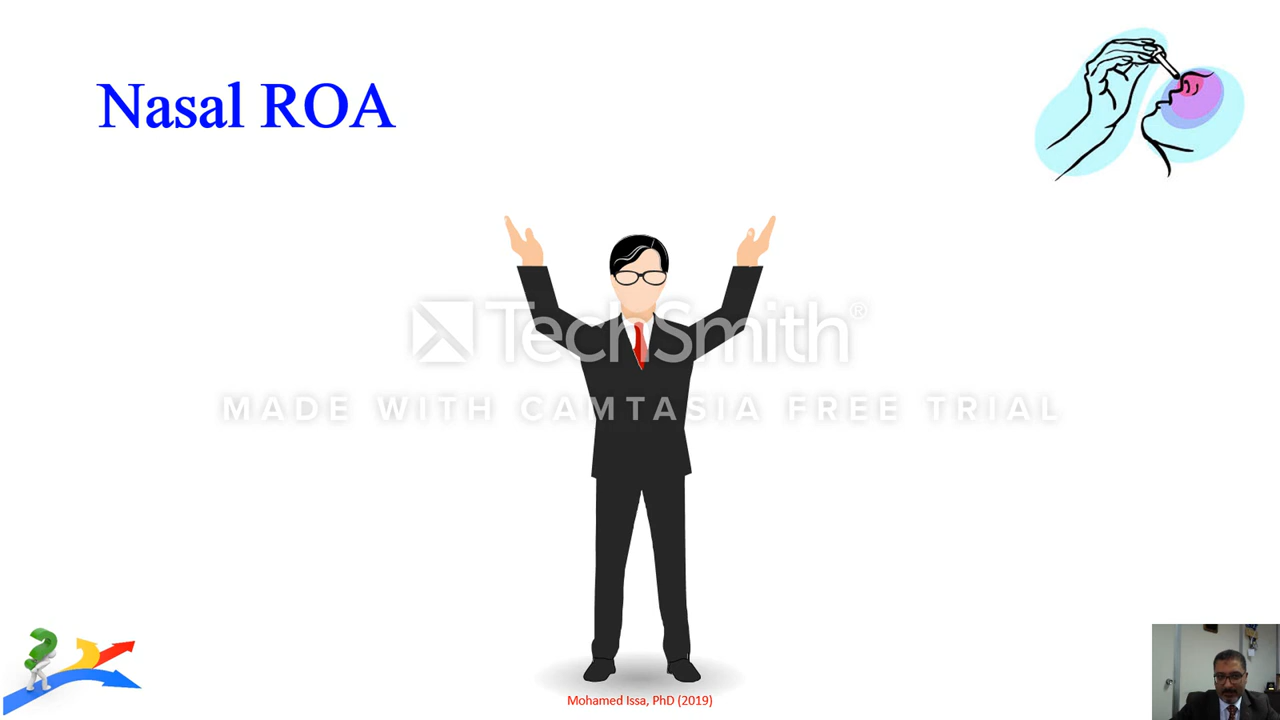 Nasal ROA
TechSmith®
MADE WITH CAMTASIA FREE TRIAL
Mohamed Issa, PhD (2019)